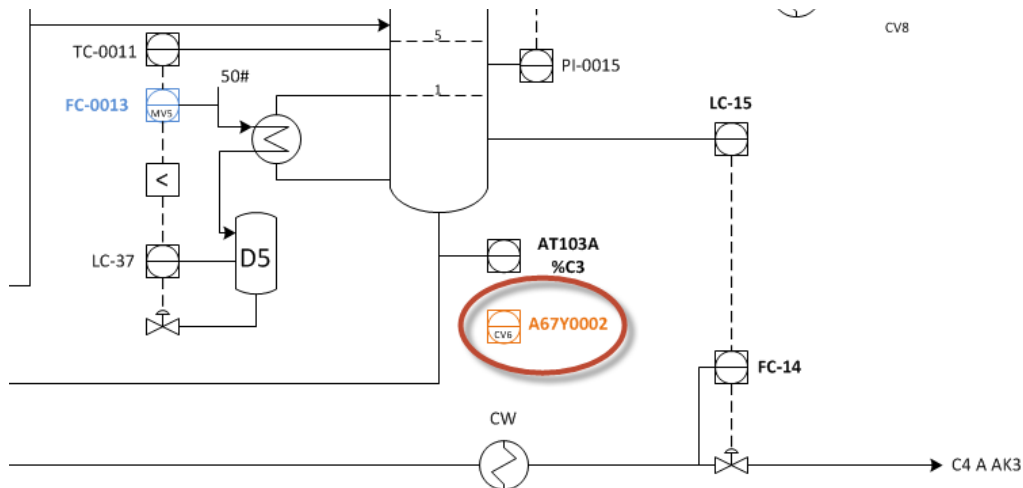 CV8
5
TC-0011
PI-0015
50#
FC-0013
MV5
1
LC-15
<
AT103A
%C3
LC-37
D5
A67Y0002
CV6
FC-14
CW
C4 A AK3